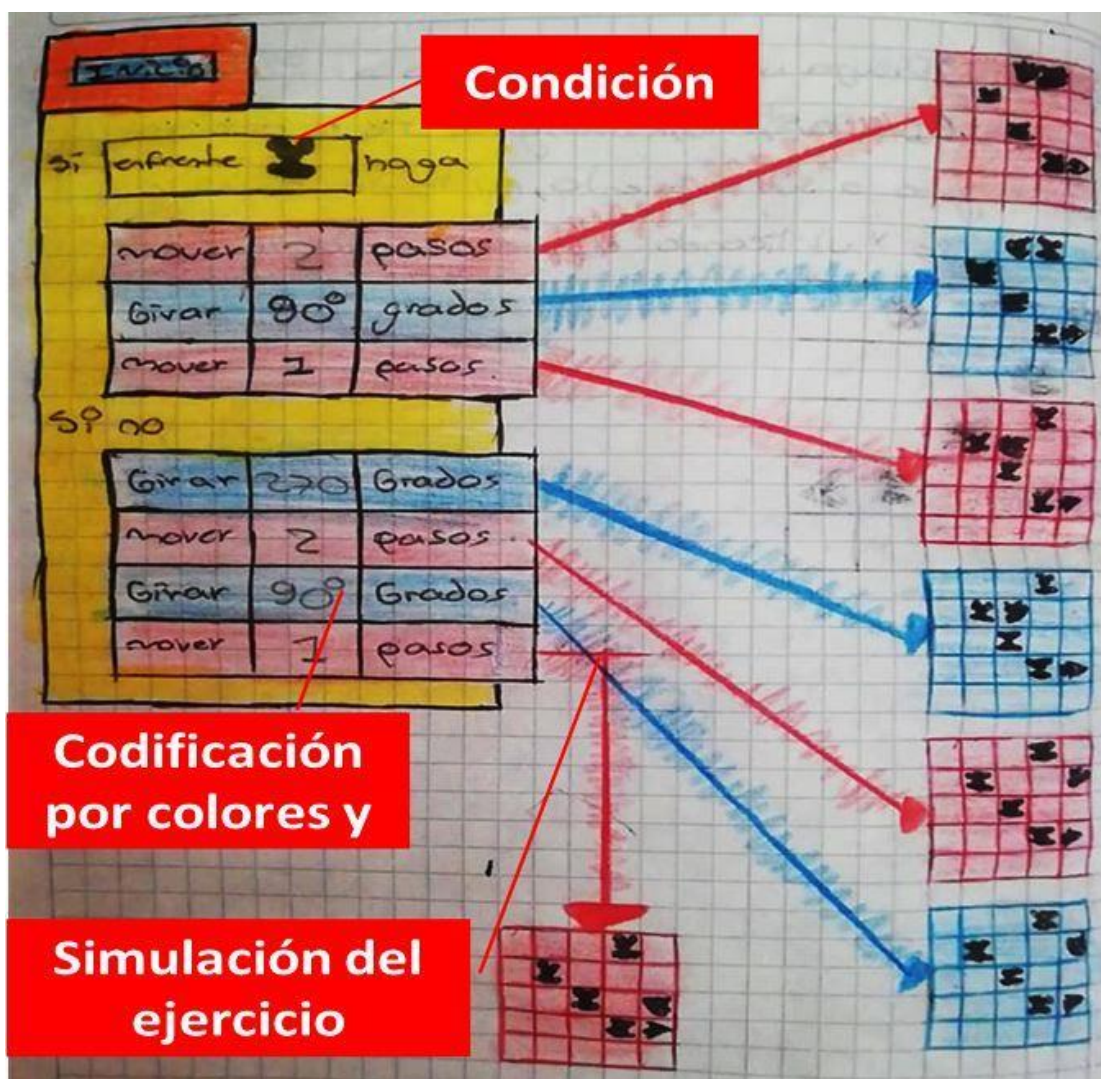 Inicio
Condición
si enfrente haga
mover 2 pasos
Girar 90° grados
mover 1 pasos.
Si no
Girar 270 Grados
mover 2 pasos.
Girar 90° Grados
mover 1 pasos
Codificación
por colores y
Simulación del
ejercicio